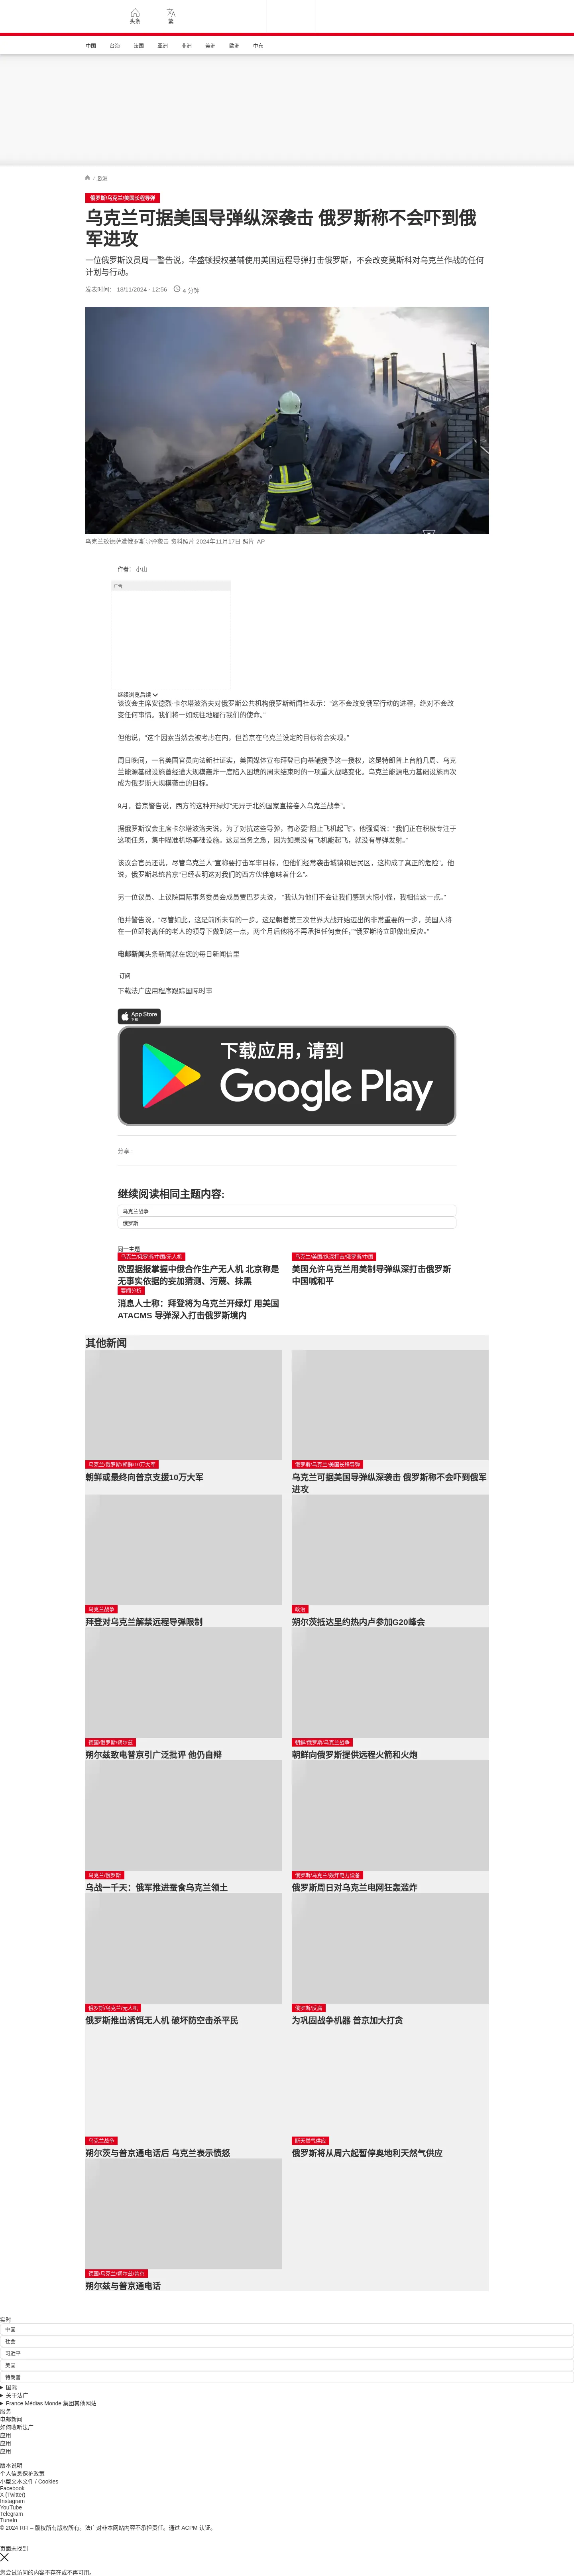 头条
繁
中国 台海 法国 亚洲 非洲 美洲 欧洲 中东
/ 欧洲
俄罗斯/乌克兰/美国长程导弹
乌克兰可据美国导弹纵深袭击 俄罗斯称不会吓到俄
军进攻
一位俄罗斯议员周一警告说，华盛顿授权基辅使用美国远程导弹打击俄罗斯，不会改变莫斯科对乌克兰作战的任何
计划与行动。
发表时间： 18/11/2024 - 12:56 4 分钟
乌克兰敖德萨遭俄罗斯导弹袭击 资料照片 2024年11月17日 照片 AP
作者： 小山
广告
继续浏览后续
该议会主席安德烈·卡尔塔波洛夫对俄罗斯公共机构俄罗斯新闻社表示：“这不会改变俄军行动的进程，绝对不会改
变任何事情。我们将一如既往地履行我们的使命。”
但他说，“这个因素当然会被考虑在内，但普京在乌克兰设定的目标将会实现。”
周日晚间，一名美国官员向法新社证实，美国媒体宣布拜登已向基辅授予这一授权，这是特朗普上台前几周、乌克
兰能源基础设施曾经遭大规模轰炸一度陷入困境的周末结束时的一项重大战略变化。乌克兰能源电力基础设施再次
成为俄罗斯大规模袭击的目标。
9月，普京警告说，西方的这种开绿灯“无异于北约国家直接卷入乌克兰战争”。
据俄罗斯议会主席卡尔塔波洛夫说，为了对抗这些导弹，有必要“阻止飞机起飞”。他强调说：“我们正在积极专注于
这项任务，集中瞄准机场基础设施。这是当务之急，因为如果没有飞机能起飞，就没有导弹发射。”
该议会官员还说，尽管乌克兰人“宣称要打击军事目标，但他们经常袭击城镇和居民区，这构成了真正的危险”。他
说，俄罗斯总统普京“已经表明这对我们的西方伙伴意味着什么”。
另一位议员、上议院国际事务委员会成员贾巴罗夫说， “我认为他们不会让我们感到大惊小怪，我相信这一点。”
他并警告说，“尽管如此，这是前所未有的一步。这是朝着第三次世界大战开始迈出的非常重要的一步，美国人将
在一位即将离任的老人的领导下做到这一点，两个月后他将不再承担任何责任，”“俄罗斯将立即做出反应。”
电邮新闻头条新闻就在您的每日新闻信里
订阅
下载法广应用程序跟踪国际时事
App Store
下载
下载应用，请到
Google Play
分享 :
继续阅读相同主题内容:
乌克兰战争
俄罗斯
同一主题
乌克兰/俄罗斯/中国/无人机
欧盟据报掌握中俄合作生产无人机 北京称是
无事实依据的妄加猜测、污蔑、抹黑
乌克兰/美国/纵深打击/俄罗斯/中国
美国允许乌克兰用美制导弹纵深打击俄罗斯
中国喊和平
要闻分析
消息人士称：拜登将为乌克兰开绿灯 用美国
ATACMS 导弹深入打击俄罗斯境内
其他新闻
乌克兰/俄罗斯/朝鲜/10万大军
朝鲜或最终向普京支援10万大军
俄罗斯/乌克兰/美国长程导弹
乌克兰可据美国导弹纵深袭击 俄罗斯称不会吓到俄军
进攻
乌克兰战争
拜登对乌克兰解禁远程导弹限制
政治
朔尔茨抵达里约热内卢参加G20峰会
德国/俄罗斯/朔尔兹
朔尔兹致电普京引广泛批评 他仍自辩
朝鲜/俄罗斯/乌克兰战争
朝鲜向俄罗斯提供远程火箭和火炮
乌克兰/俄罗斯
乌战一千天：俄军推进蚕食乌克兰领土
俄罗斯/乌克兰/轰炸电力设备
俄罗斯周日对乌克兰电网狂轰滥炸
俄罗斯/乌克兰/无人机
俄罗斯推出诱饵无人机 破坏防空击杀平民
俄罗斯/反腐
为巩固战争机器 普京加大打贪
乌克兰战争
朔尔茨与普京通电话后 乌克兰表示愤怒
断天然气供应
俄罗斯将从周六起暂停奥地利天然气供应
德国/乌克兰/朔尔兹/普京
朔尔兹与普京通电话
实时
中国
社会
习近平
美国
特朗普
国际
关于法广
France Médias Monde 集团其他网站
服务
电邮新闻
如何收听法广
应用
应用
应用
版本说明
个人信息保护政策
小型文本文件 / Cookies
Facebook
X (Twitter)
Instagram
YouTube
Telegram
TuneIn
© 2024 RFI – 版权所有版权所有。法广对非本网站内容不承担责任。通过 ACPM 认证。
页面未找到
您尝试访问的内容不存在或不再可用。